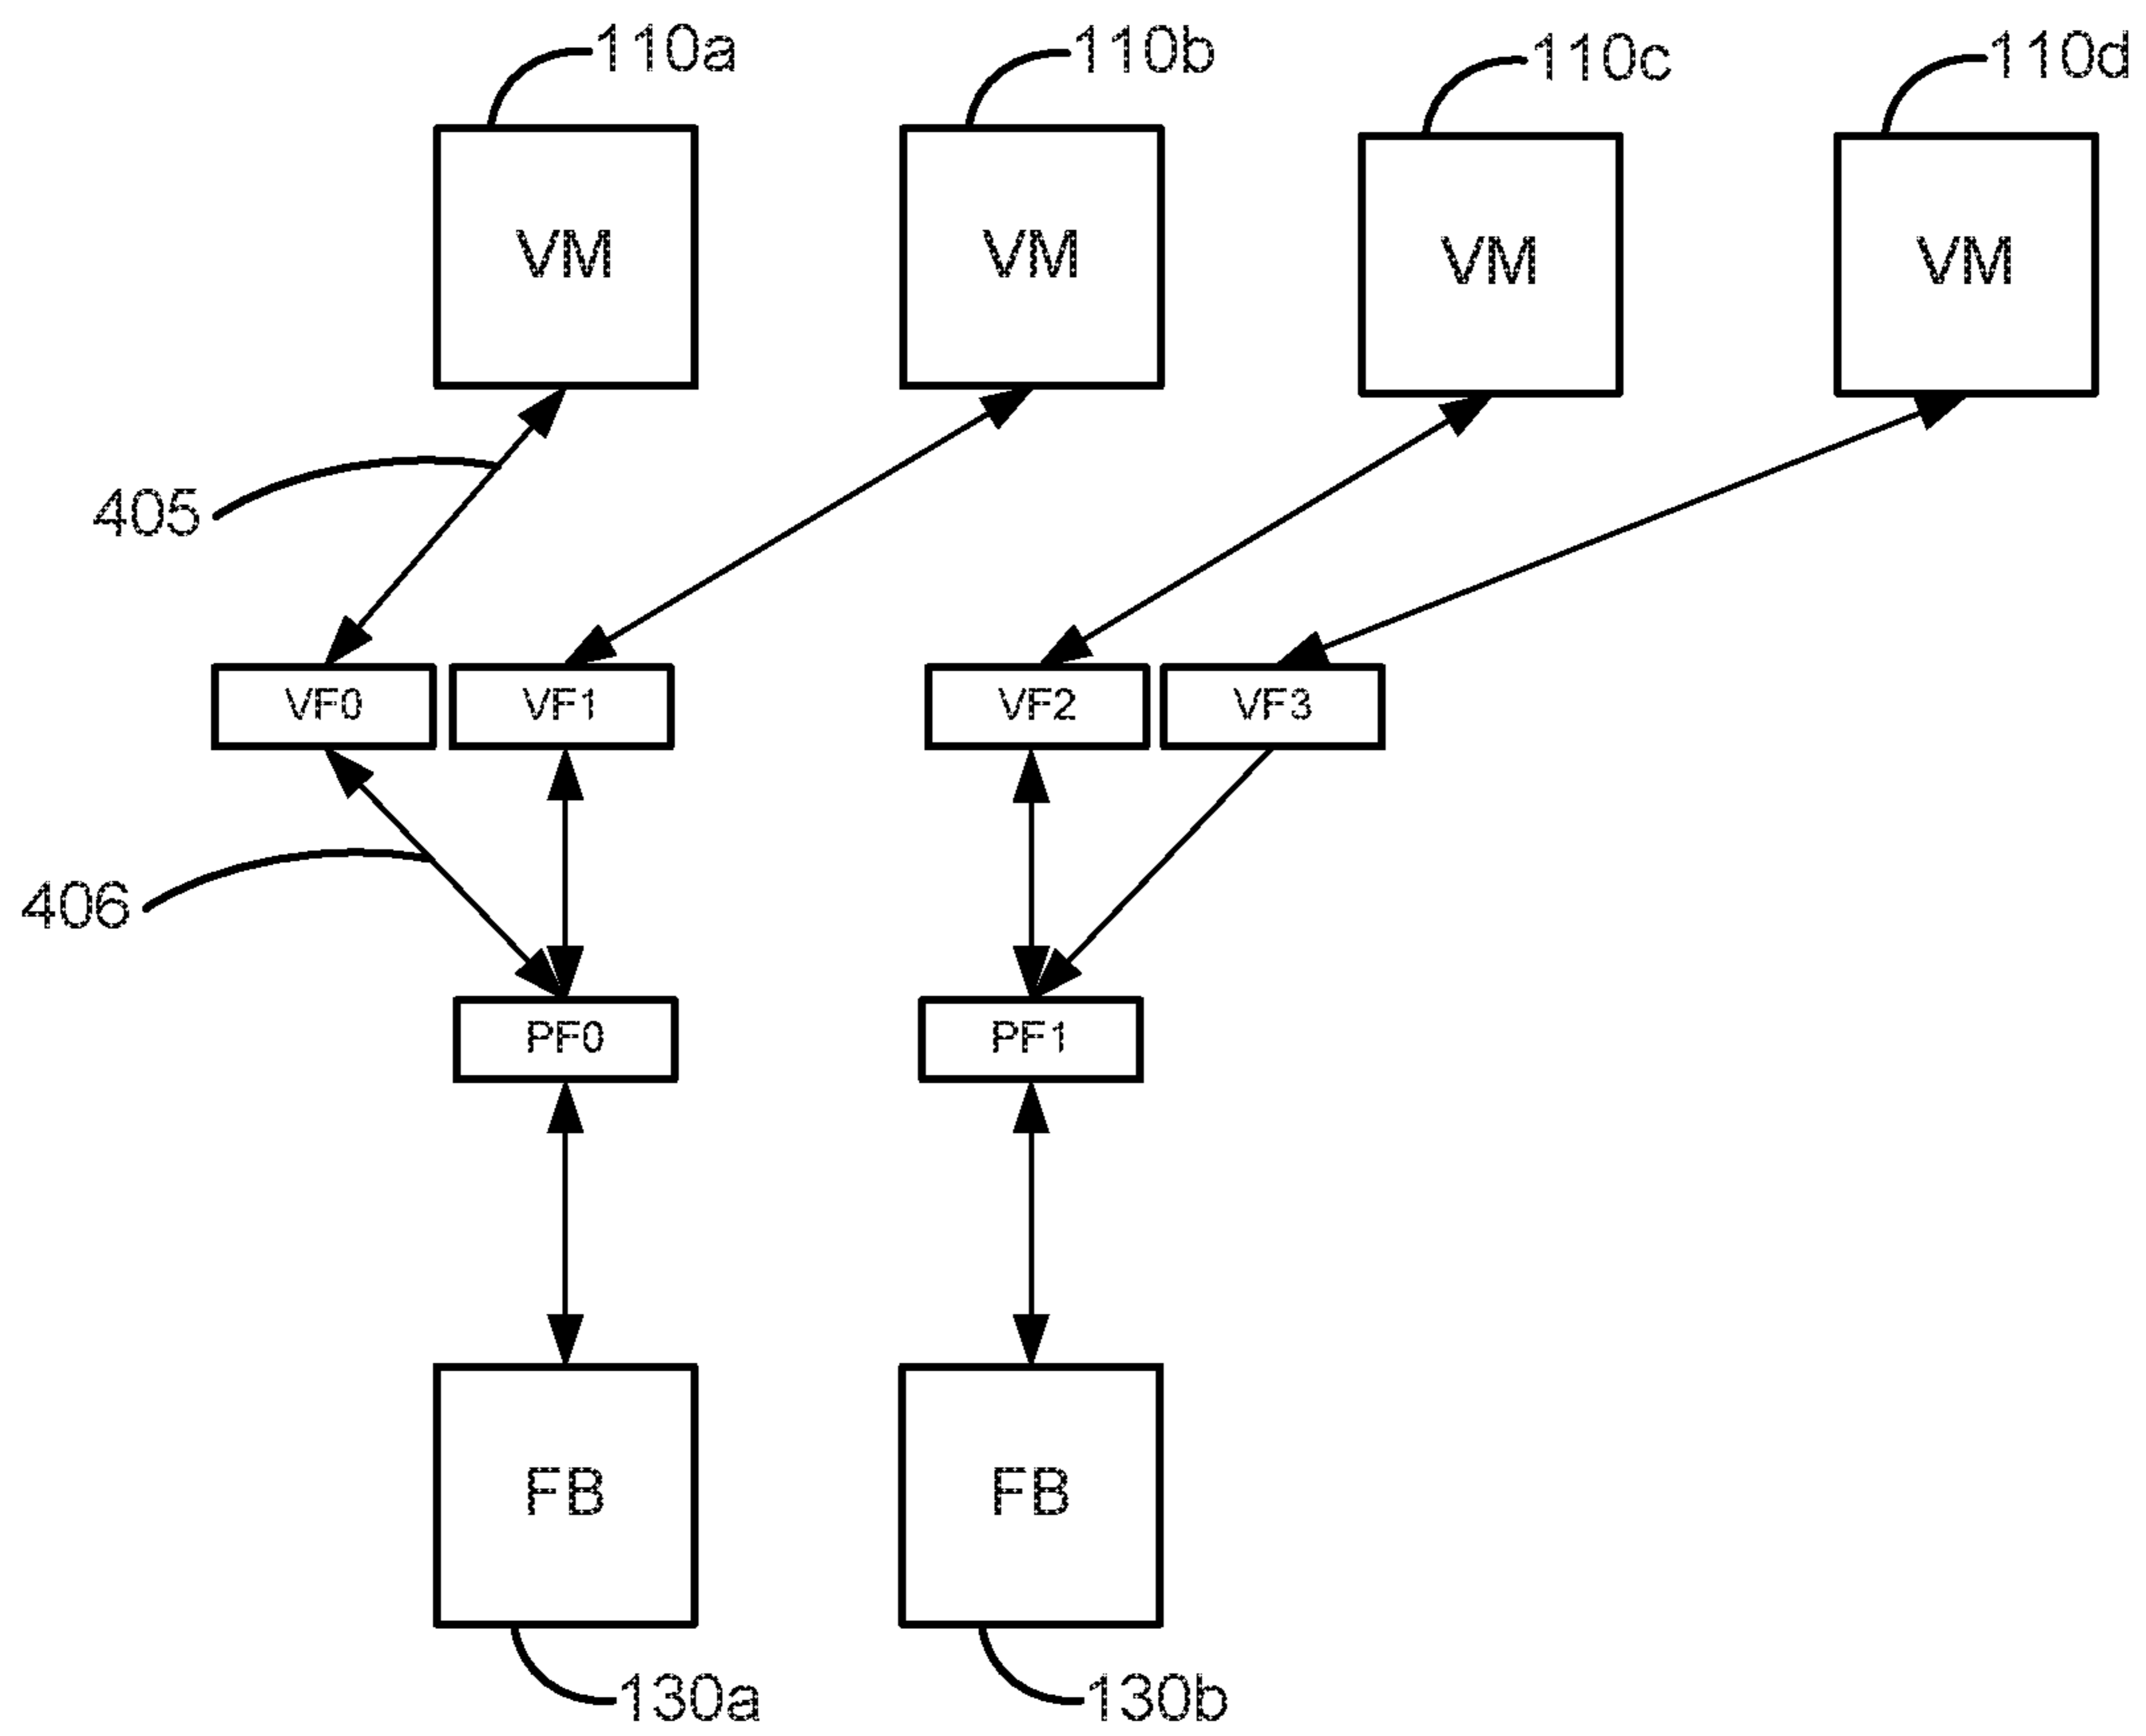 110a 110b 110c 110d
VM VM VM VM
405
VF0 VF1 VF2 VF3
406
PF0 PF1
FB FB
130a 130b